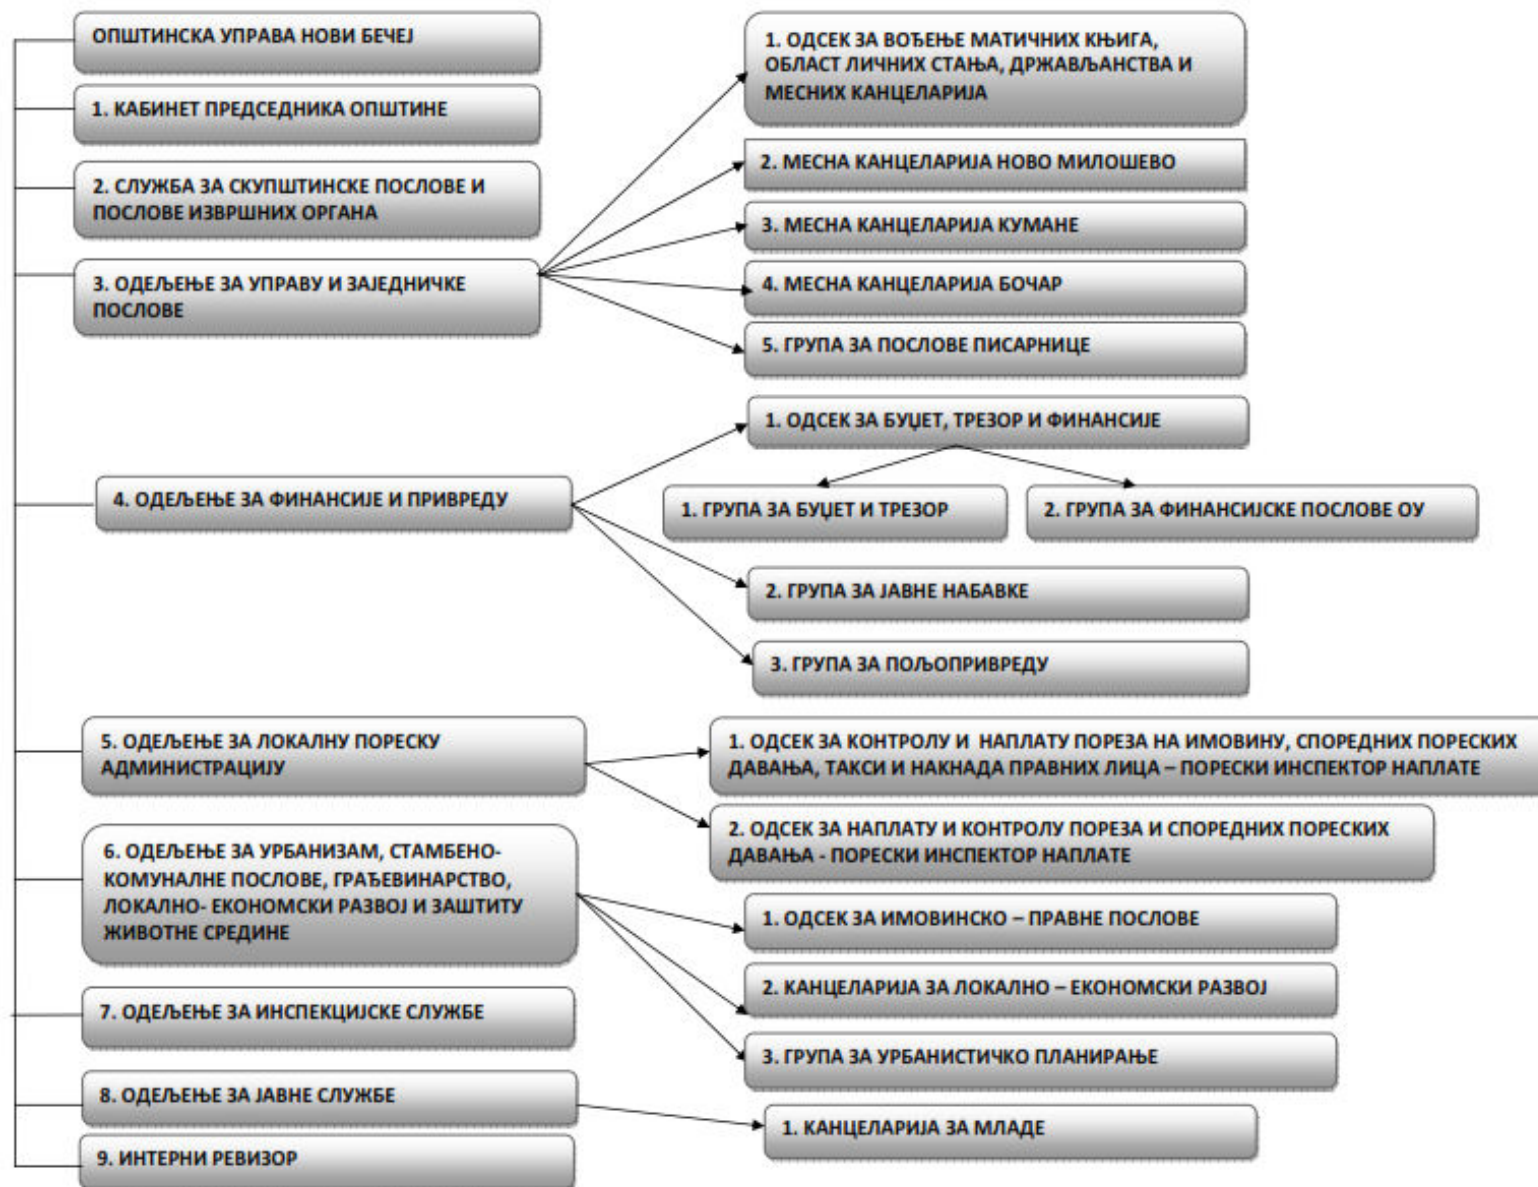 ОПШТИНСКА УПРАВА НОВИ БЕЧЕЈ
1. КАБИНЕТ ПРЕДСЕДНИКА ОПШТИНЕ
2. СЛУЖБА ЗА СКУПШТИНСКЕ ПОСЛОВЕ И
ПОСЛОВЕ ИЗВРШНИХ ОРГАНА
3. ОДЕЉЕЊЕ ЗА УПРАВУ И ЗАЈЕДНИЧКЕ
ПОСЛОВЕ
1. ОДСЕК ЗА ВОЂЕЊЕ МАТИЧНИХ КЊИГА,
ОБЛАСТ ЛИЧНИХ СТАЊА, ДРЖАВЉАНСТВА И
МЕСНИХ КАНЦЕЛАРИЈА
2. МЕСНА КАНЦЕЛАРИЈА НОВО МИЛОШЕВО
3. МЕСНА КАНЦЕЛАРИЈА КУМАНЕ
4. МЕСНА КАНЦЕЛАРИЈА БОЧАР
5. ГРУПА ЗА ПОСЛОВЕ ПИСАРНИЦЕ
4. ОДЕЉЕЊЕ ЗА ФИНАНСИЈЕ И ПРИВРЕДУ
1. ОДСЕК ЗА БУЏЕТ, ТРЕЗОР И ФИНАНСИЈЕ
1. ГРУПА ЗА БУЏЕТ И ТРЕЗОР
2. ГРУПА ЗА ФИНАНСИЈСКЕ ПОСЛОВЕ ОУ
2. ГРУПА ЗА ЈАВНЕ НАБАВКЕ
3. ГРУПА ЗА ПОЉОПРИВРЕДУ
5. ОДЕЉЕЊЕ ЗА ЛОКАЛНУ ПОРЕСКУ
АДМИНИСТРАЦИЈУ
1. ОДСЕК ЗА КОНТРОЛУ И НАПЛАТУ ПОРЕЗА НА ИМОВИНУ, СПОРЕДНИХ ПОРЕСКИХ
ДАВАЊА, ТАКСИ И НАКНАДА ПРАВНИХ ЛИЦА – ПОРЕСКИ ИНСПЕКТОР НАПЛАТЕ
2. ОДСЕК ЗА НАПЛАТУ И КОНТРОЛУ ПОРЕЗА И СПОРЕДНИХ ПОРЕСКИХ
ДАВАЊА - ПОРЕСКИ ИНСПЕКТОР НАПЛАТЕ
6. ОДЕЉЕЊЕ ЗА УРБАНИЗАМ, СТАМБЕНО-
КОМУНАЛНЕ ПОСЛОВЕ, ГРАЂЕВИНАРСТВО,
ЛОКАЛНО- ЕКОНОМСКИ РАЗВОЈ И ЗАШТИТУ
ЖИВОТНЕ СРЕДИНЕ
1. ОДСЕК ЗА ИМОВИНСКО – ПРАВНЕ ПОСЛОВЕ
2. КАНЦЕЛАРИЈА ЗА ЛОКАЛНО – ЕКОНОМСКИ РАЗВОЈ
3. ГРУПА ЗА УРБАНИСТИЧКО ПЛАНИРАЊЕ
7. ОДЕЉЕЊЕ ЗА ИНСПЕКЦИЈСКЕ СЛУЖБЕ
8. ОДЕЉЕЊЕ ЗА ЈАВНЕ СЛУЖБЕ
1. КАНЦЕЛАРИЈА ЗА МЛАДЕ
9. ИНТЕРНИ РЕВИЗОР